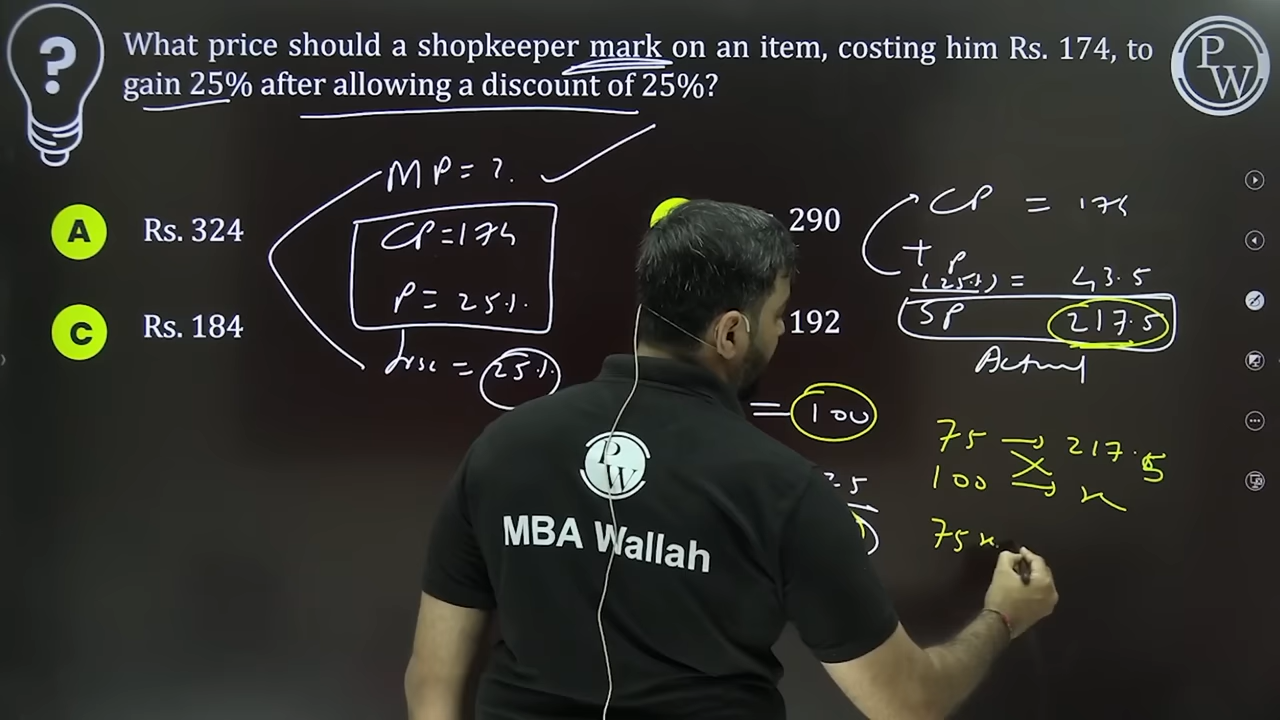 What price should a shopkeeper mark on an item, costing him Rs. 174, to
gain 25% after allowing a discount of 25%?
?
P
W
MP = ?
CP = 174
P = 25%
Disc = 25%
A
Rs. 324
290
C
Rs. 184
192
CP = 174
+ P
(25%) = 43.5
SP 217.5
Actual
= 100
.5
75 → 217.5
100 → x
75x
P
W
MBA Wallah